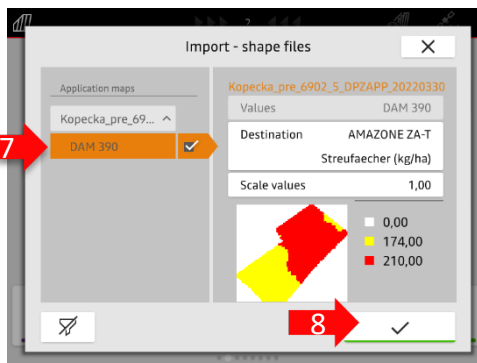 2
Import - shape files
Application maps
Kopecka_pre_69...
7
DAM 390
Kopecka_pre_6902_5_DPZAPP_20220330
Values DAM 390
Destination AMAZONE ZA-T
Streufaecher (kg/ha)
Scale values 1,00
0,00
174,00
210,00
8